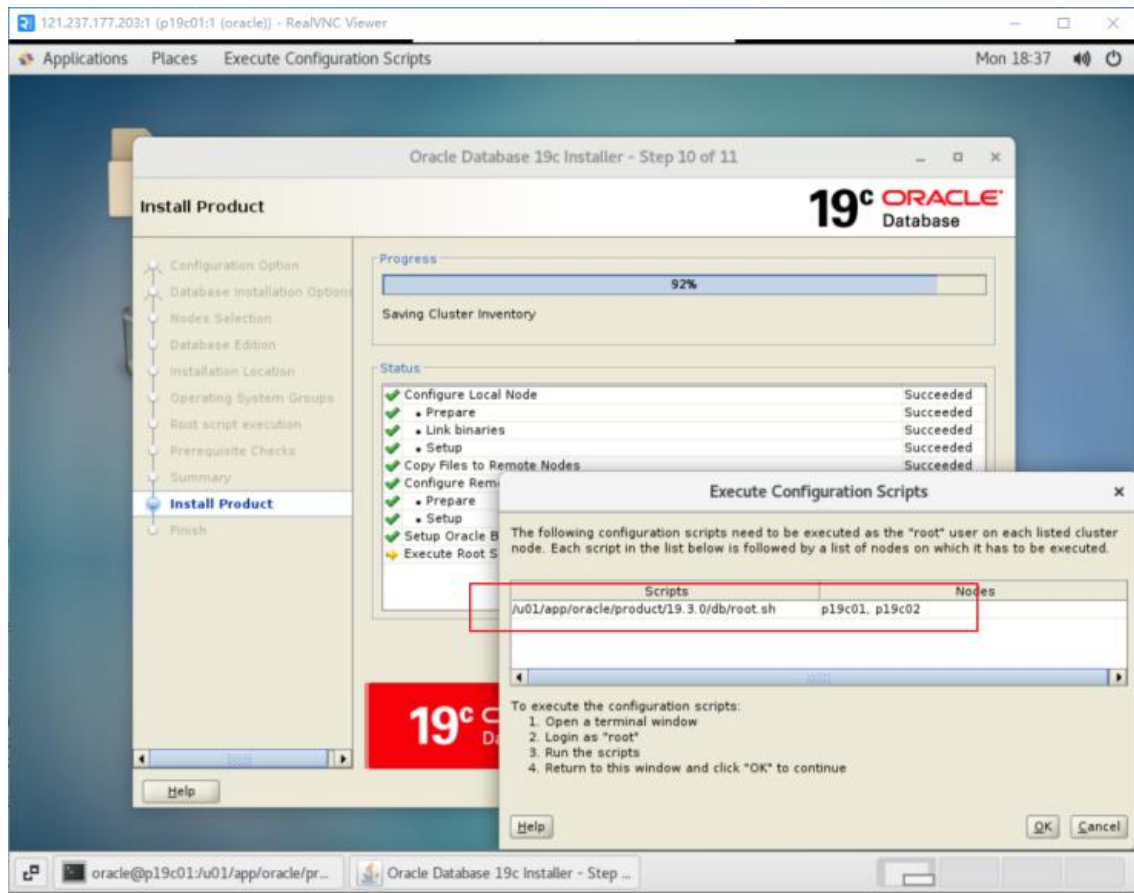 121.237.177.203:1 (p19c01:1 (oracle)) - RealVNC Viewer
Applications Places Execute Configuration Scripts Mon 18:37
Oracle Database 19c Installer - Step 10 of 11
Install Product
19c ORACLE Database
Configuration Option
Database Installation Options
Nodes Selection
Database Edition
Installation Location
Operating System Groups
Root script execution
Prerequisite Checks
Summary
Install Product
Finish
Progress
92%
Saving Cluster Inventory
Status
Configure Local Node Succeeded
• Prepare Succeeded
• Link binaries Succeeded
• Setup Succeeded
Copy Files to Remote Nodes Succeeded
Configure Rem
• Prepare
• Setup
Setup Oracle B
Execute Root S
19c
Help
Execute Configuration Scripts
The following configuration scripts need to be executed as the "root" user on each listed cluster
node. Each script in the list below is followed by a list of nodes on which it has to be executed.
Scripts Nodes
/u01/app/oracle/product/19.3.0/db/root.sh p19c01, p19c02
To execute the configuration scripts:
1. Open a terminal window
2. Login as "root"
3. Run the scripts
4. Return to this window and click "OK" to continue
Help OK Cancel
oracle@p19c01:/u01/app/oracle/pr... Oracle Database 19c Installer - Step ...